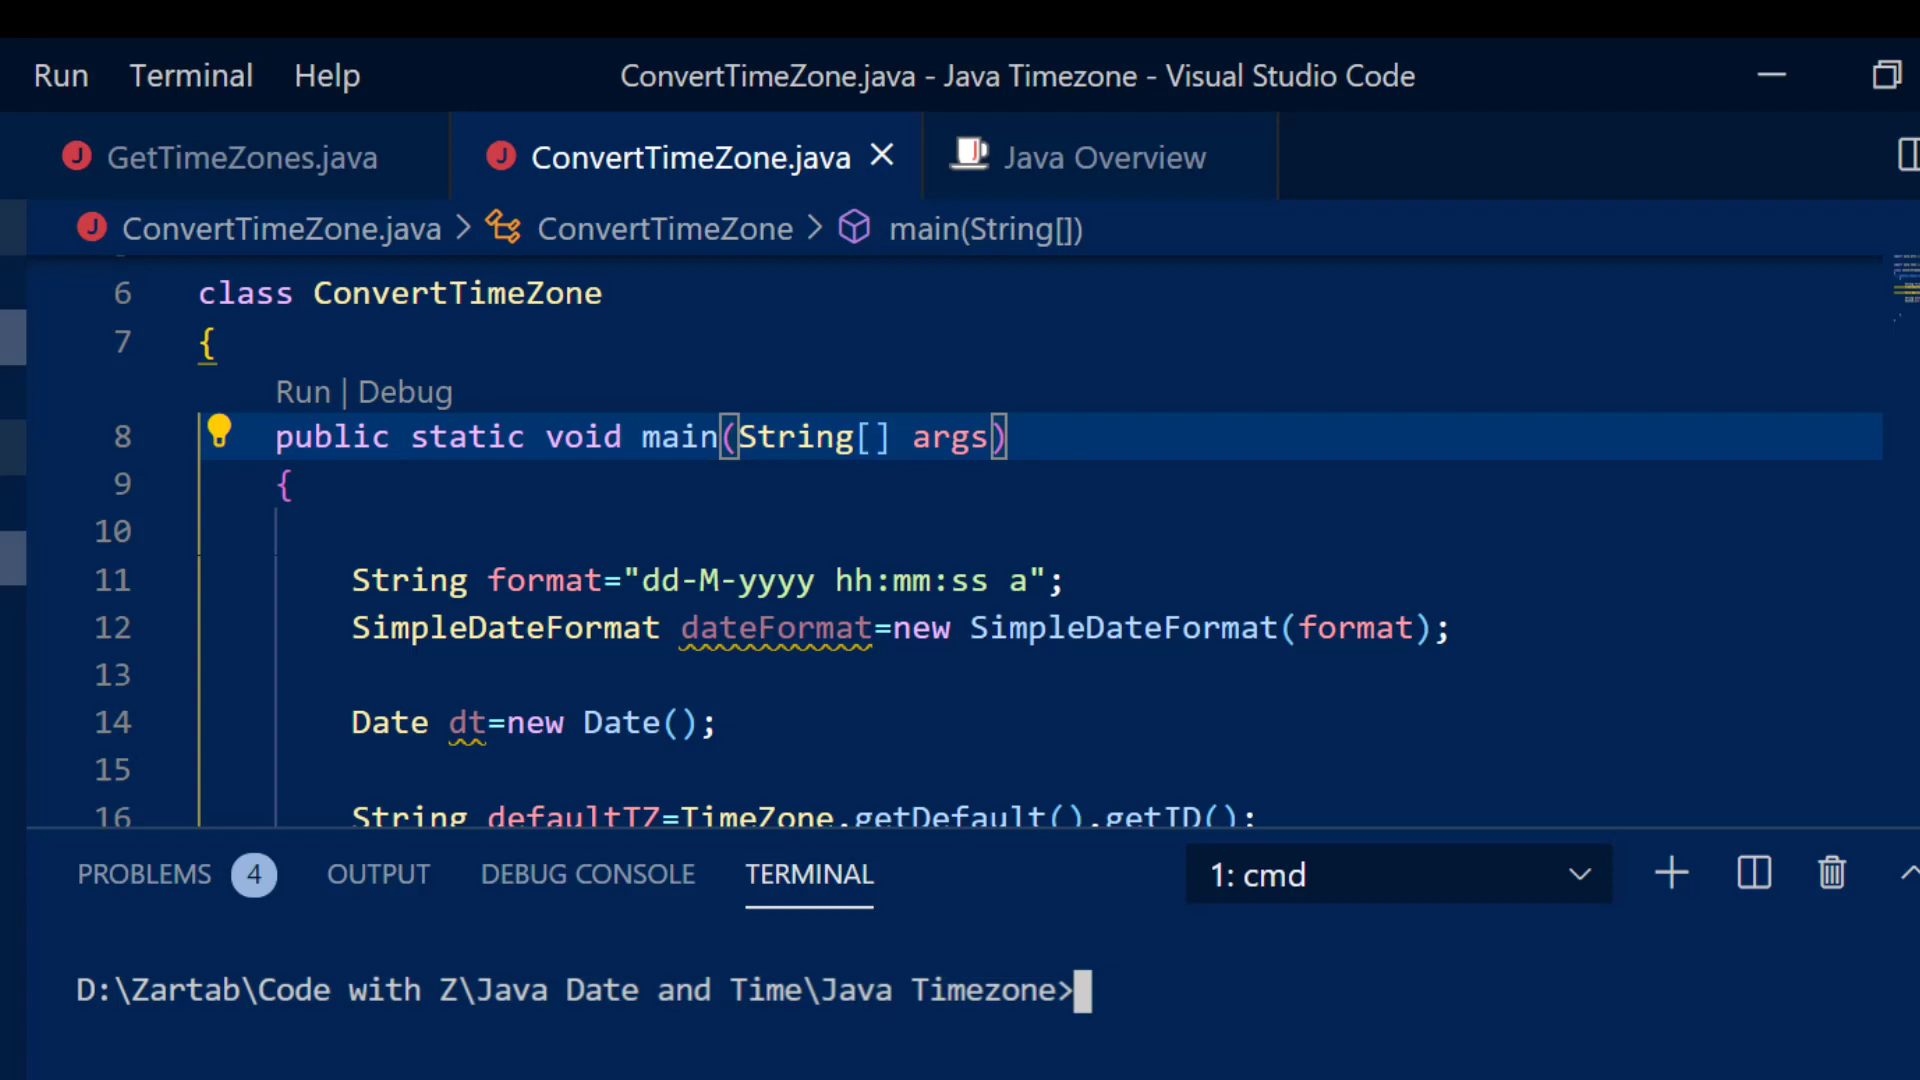 Run Terminal Help ConvertTimeZone.java - Java Timezone - Visual Studio Code
GetTimeZones.java ConvertTimeZone.java Java Overview
ConvertTimeZone.java > ConvertTimeZone > main(String[])
6 class ConvertTimeZone
7 {
Run | Debug
8 public static void main(String[] args)
9 {
10
11 String format="dd-M-yyyy hh:mm:ss a";
12 SimpleDateFormat dateFormat=new SimpleDateFormat(format);
13
14 Date dt=new Date();
15
16 String defaultTZ=TimeZone.getDefault().getID();
PROBLEMS 4 OUTPUT DEBUG CONSOLE TERMINAL 1: cmd
D:\Zartab\Code with Z\Java Date and Time\Java Timezone>